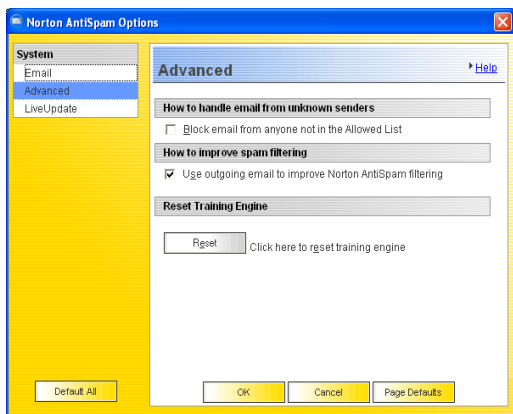 Norton AntiSpam Options
System
Email
Advanced
LiveUpdate
Advanced
Help
How to handle email from unknown senders
Block email from anyone not in the Allowed List
How to improve spam filtering
Use outgoing email to improve Norton AntiSpam filtering
Reset Training Engine
Reset
Click here to reset training engine
Default All
OK
Cancel
Page Defaults